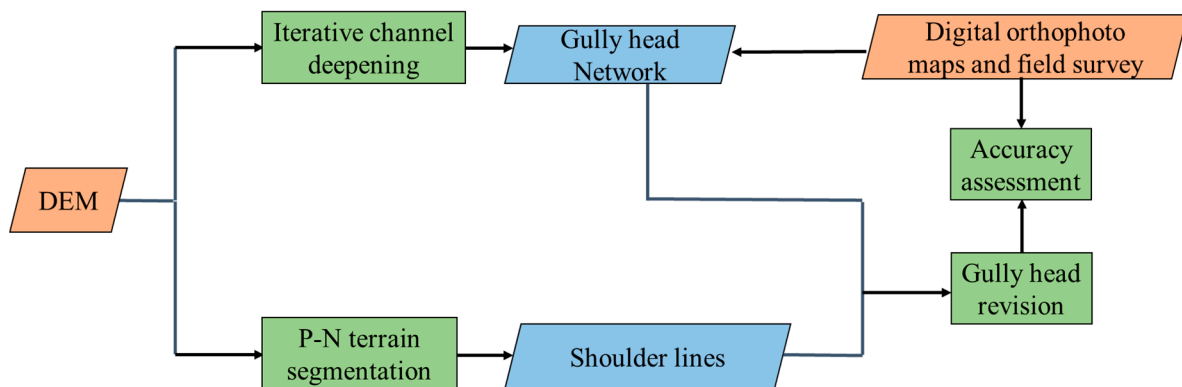 Iterative channel
deepening
Gully head
Network
Digital orthophoto
maps and field survey
Accuracy
assessment
DEM
Gully head
revision
P-N terrain
segmentation
Shoulder lines